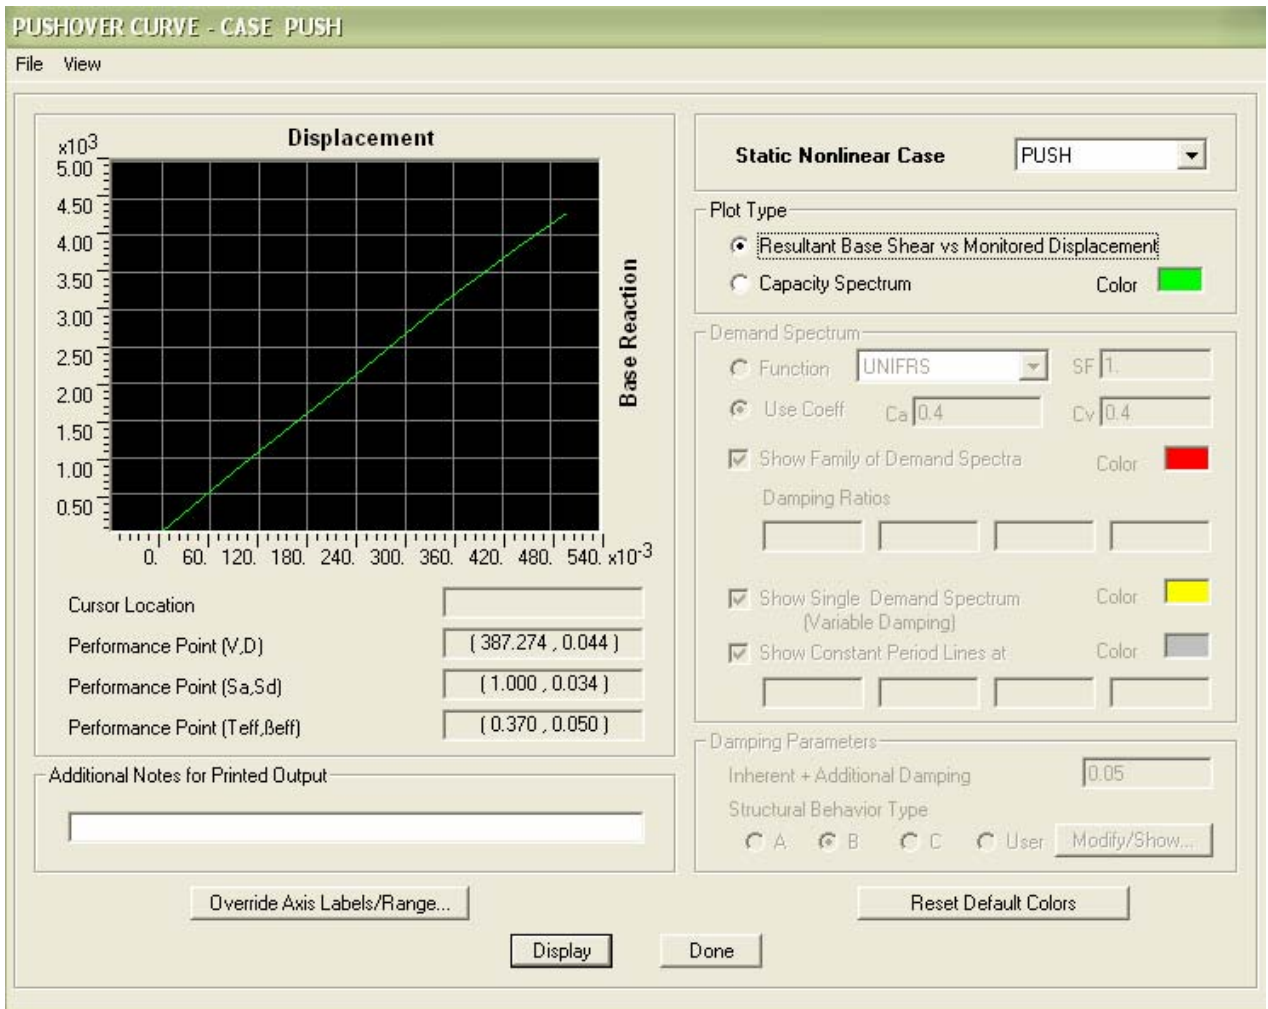 PUSHOVER CURVE - CASE PUSH
File View
Displacement
x10³
5.00
4.50
4.00
3.50
3.00
2.50
2.00
1.50
1.00
0.50
0. 60. 120. 180. 240. 300. 360. 420. 480. 540. x10⁻³
Base Reaction
Cursor Location
Performance Point (V,D) ( 387.274 , 0.044 )
Performance Point (Sa,Sd) ( 1.000 , 0.034 )
Performance Point (Teff,βeff) ( 0.370 , 0.050 )
Additional Notes for Printed Output
Override Axis Labels/Range...
Static Nonlinear Case PUSH
Plot Type
Resultant Base Shear vs Monitored Displacement
Capacity Spectrum Color
Demand Spectrum
Function UNIFRS SF 1.
Use Coeff Ca 0.4 Cv 0.4
Show Family of Demand Spectra Color
Damping Ratios
Show Single Demand Spectrum Color
(Variable Damping)
Show Constant Period Lines at Color
Damping Parameters
Inherent + Additional Damping 0.05
Structural Behavior Type
A B C User Modify/Show...
Reset Default Colors
Display Done